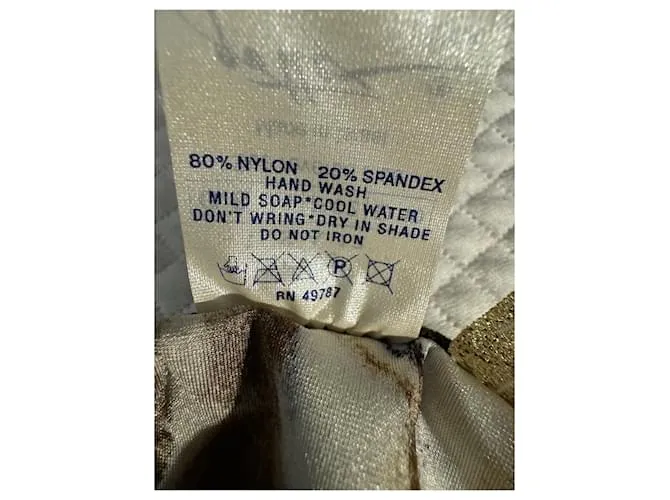 80% NYLON 20% SPANDEX
HAND WASH
MILD SOAP*COOL WATER
DON'T WRING*DRY IN SHADE
DO NOT IRON
P
RN 49787